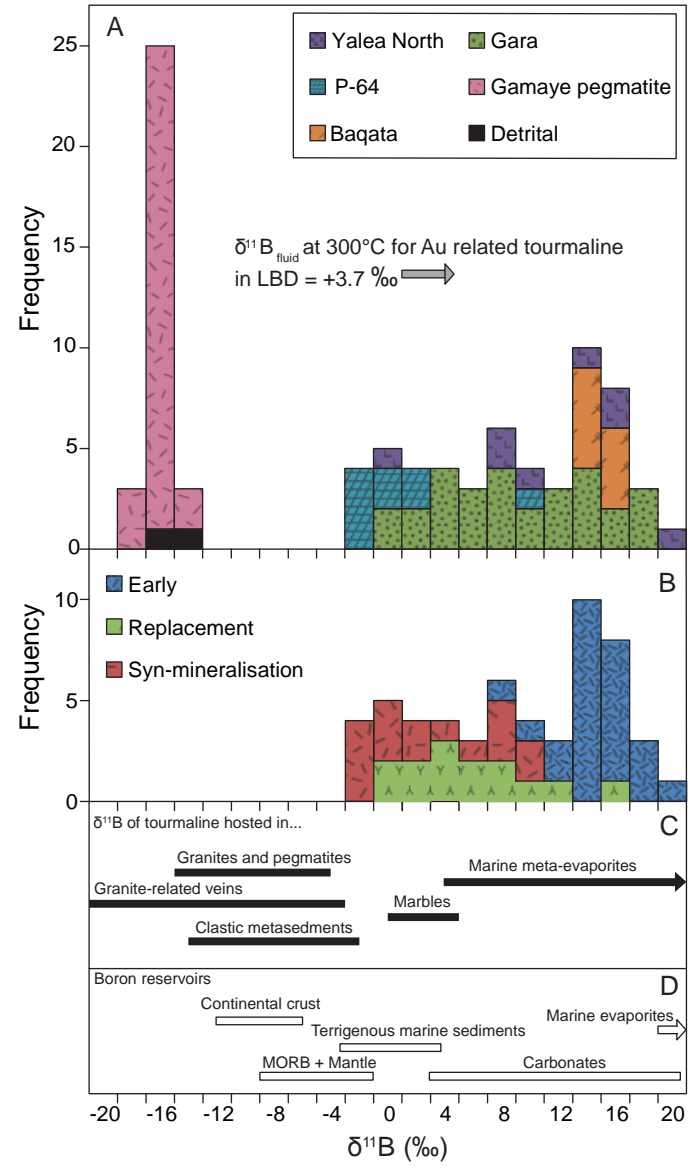 A
25
20
15
10
5
0
Frequency
Yalea North
Gara
P-64
Gamaye pegmatite
Baqata
Detrital
δ¹¹B fluid at 300°C for Au related tourmaline
in LBD = +3.7 ‰
B
10
5
0
Frequency
Early
Replacement
Syn-mineralisation
C
δ¹¹B of tourmaline hosted in...
Granites and pegmatites
Marine meta-evaporites
Granite-related veins
Marbles
Clastic metasedments
D
Boron reservoirs
Continental crust
Marine evaporites
Terrigenous marine sediments
MORB + Mantle
Carbonates
-20 -20 -16 -12 -8 -4 0 4 8 12 16 22
δ¹¹B (‰)